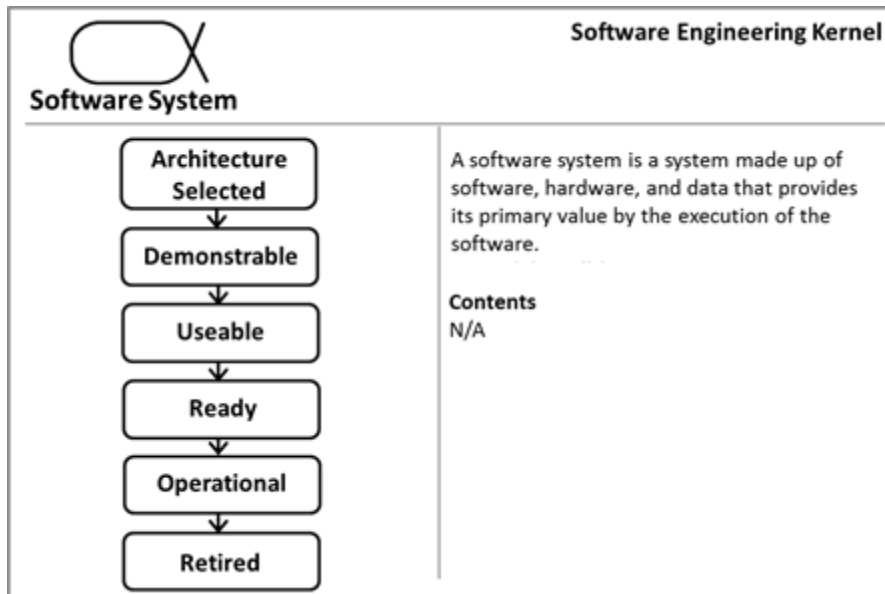 Software Engineering Kernel
Software System
Architecture
Selected
Demonstrable
Useable
Ready
Operational
Retired
A software system is a system made up of
software, hardware, and data that provides
its primary value by the execution of the
software.
Contents
N/A